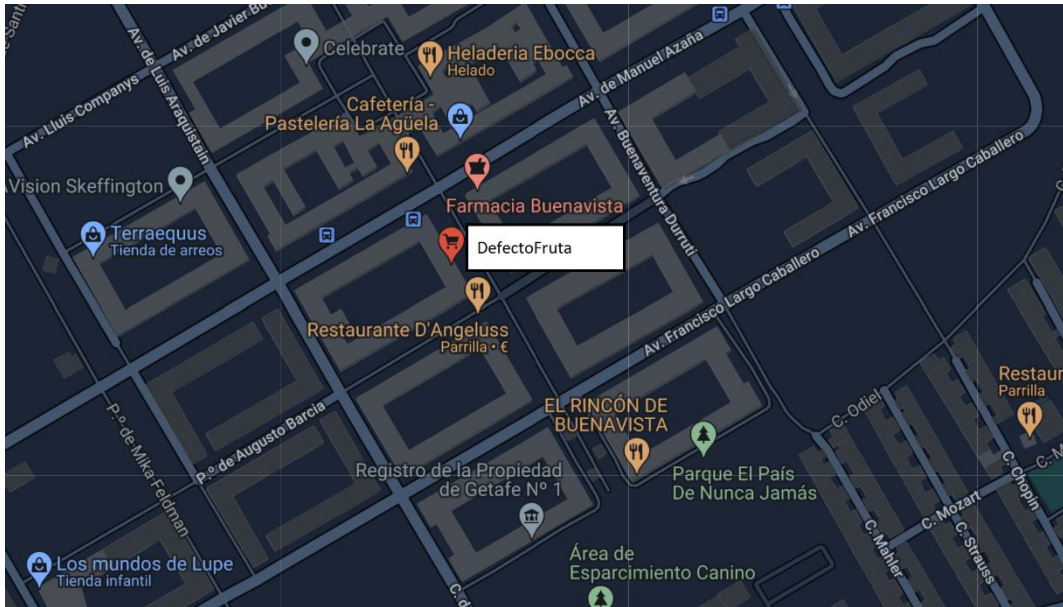 Av. de Javier Bu
Celebrate
Heladeria Ebocca
Helado
Av. de Luis Araquistain
Av. Lluis Companys
Cafetería -
Pastelería La Agüela
Av. de Manuel Azaña
Av. Buenaventura Durruti
Vision Skeffington
Farmacia Buenavista
Terraequus
Tienda de arreos
DefectoFruta
Av. Francisco Largo Caballero
Restaurante D'Angeluss
Parrilla • €
Av. Francisco Largo Caballero
Restaur
Parrilla
EL RINCÓN DE
BUENAVISTA
C.-Odiel
P.º de Augusto Barcia
P.º de Mika Feldman
Registro de la Propiedad
de Getafe Nº 1
Parque El País
De Nunca Jamás
C. Chopin
C. Mozart
C. Strauss
C. Mahler
Los mundos de Lupe
Tienda infantil
Área de
Esparcimiento Canino
C. d